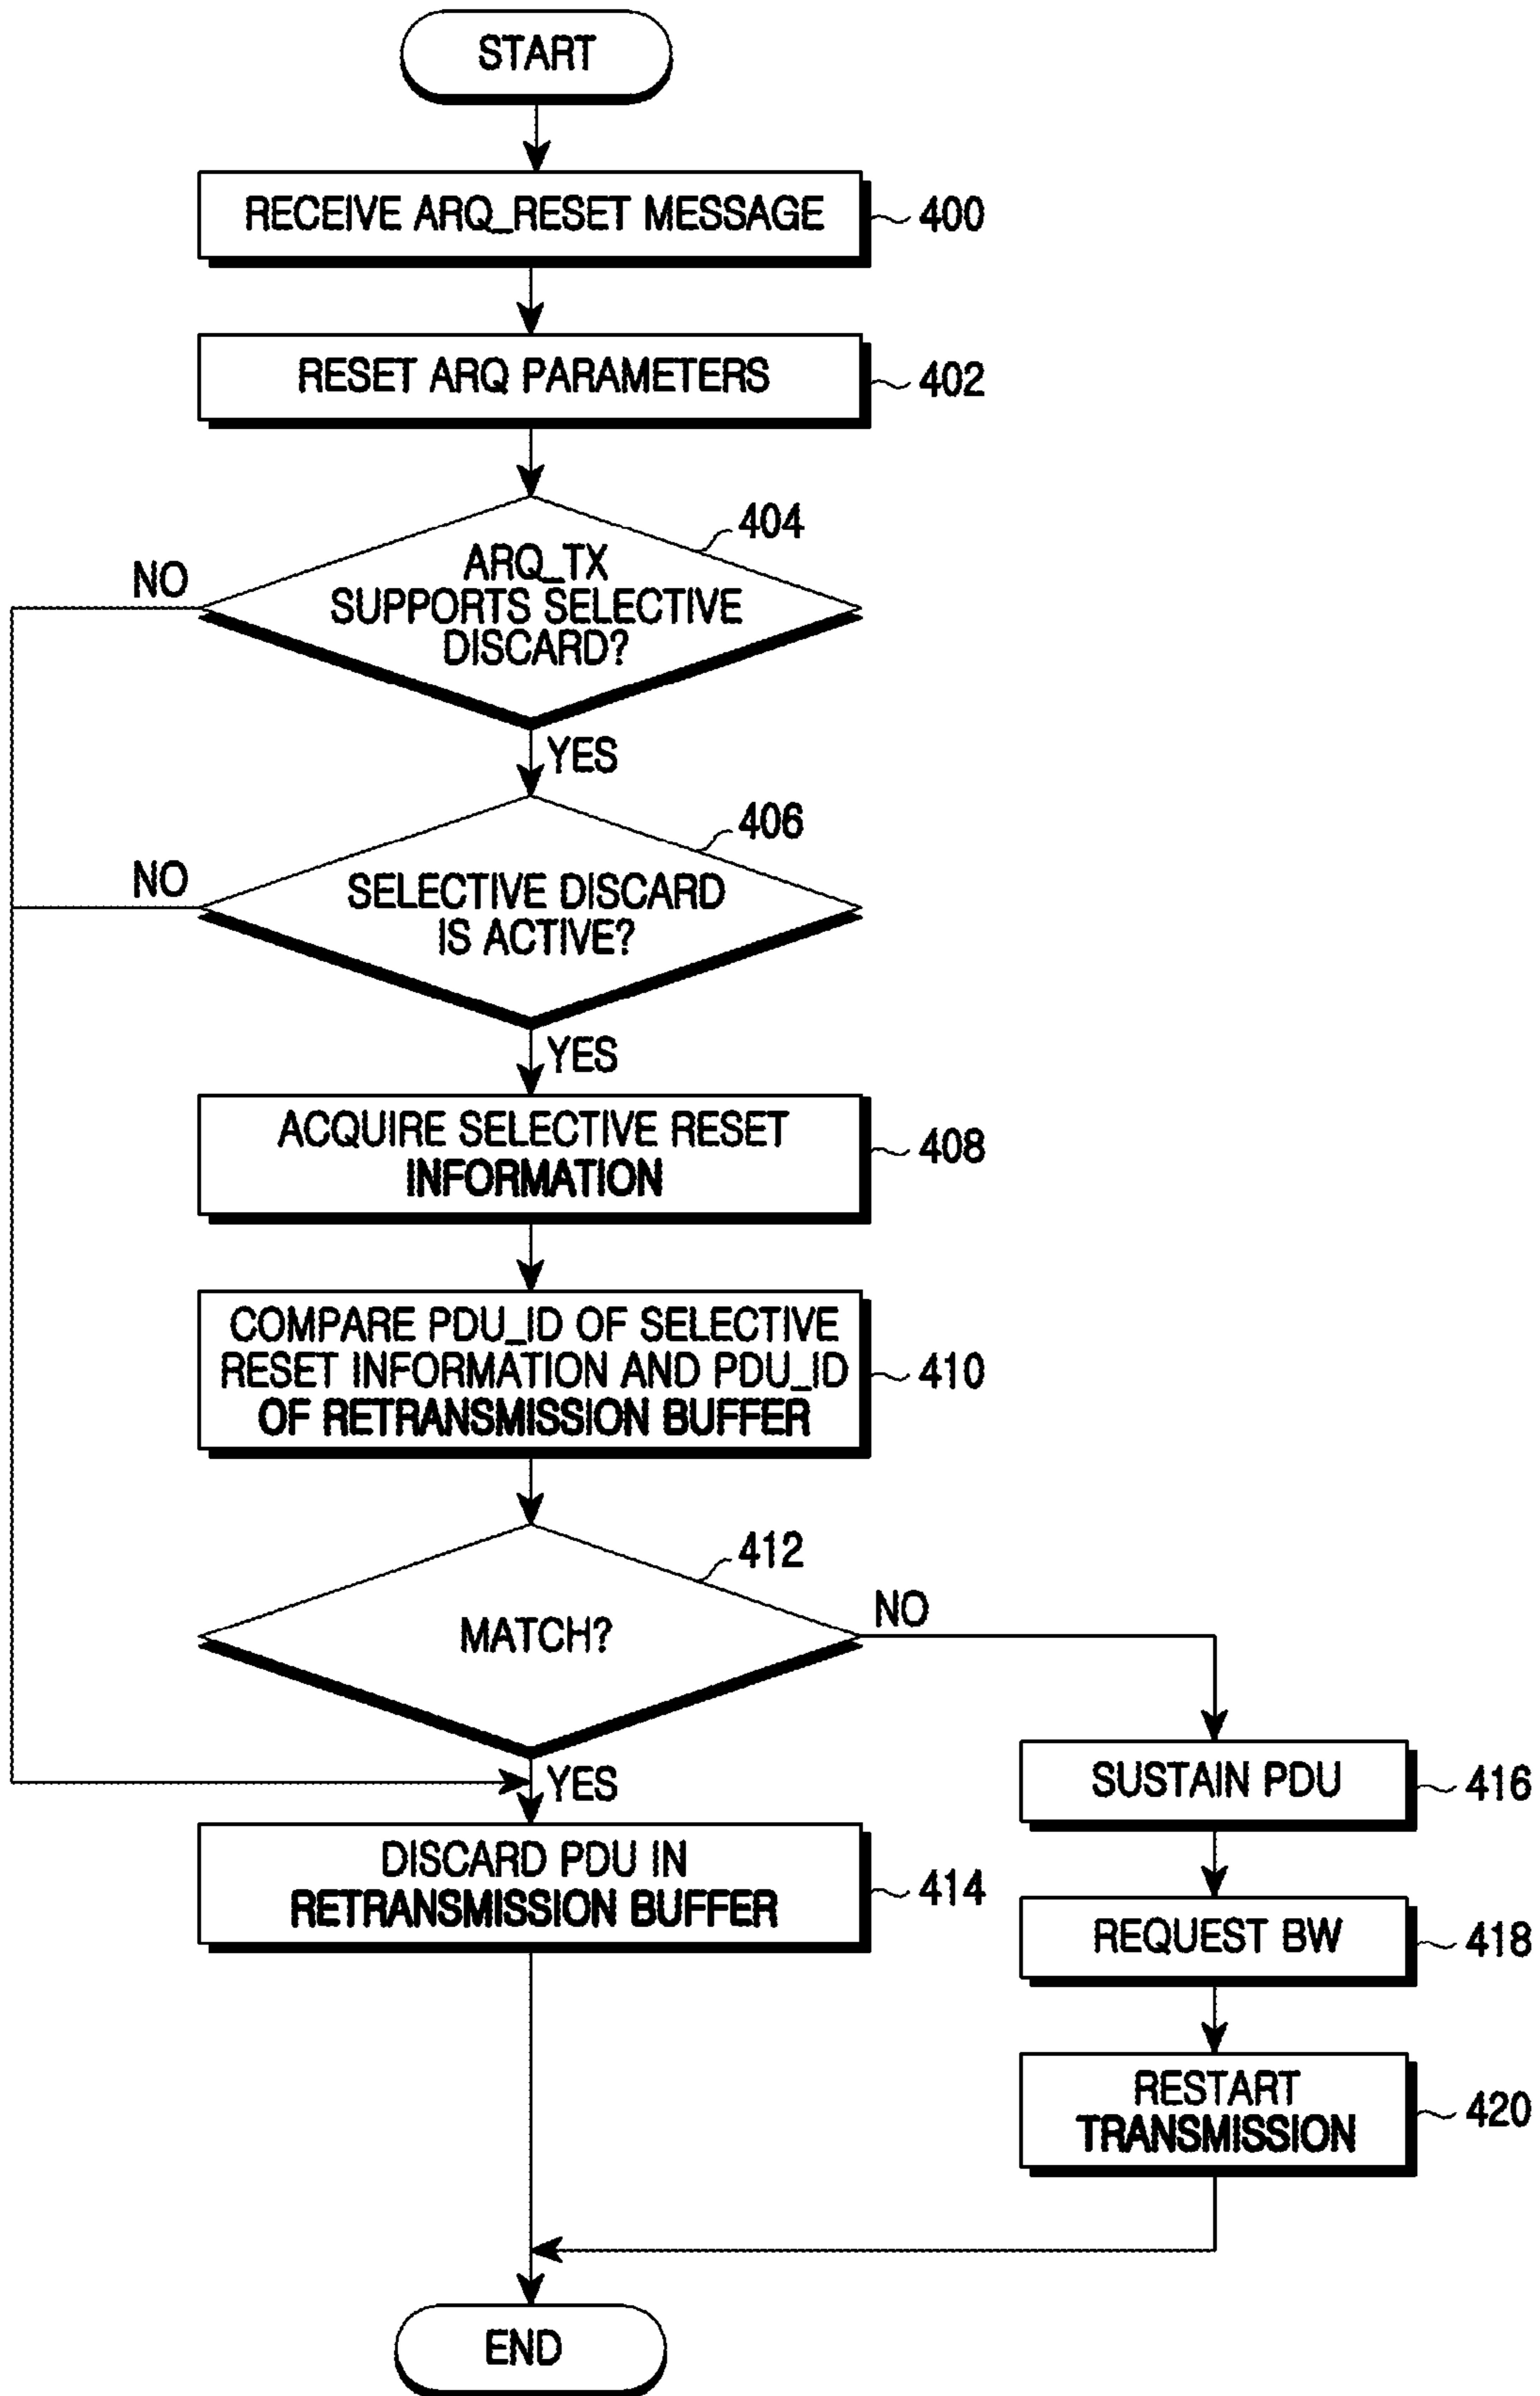 START
RECEIVE ARQ_RESET MESSAGE
400
RESET ARQ PARAMETERS
402
404
ARQ_TX
SUPPORTS SELECTIVE
DISCARD?
NO
YES
406
SELECTIVE DISCARD
IS ACTIVE?
NO
YES
ACQUIRE SELECTIVE RESET
INFORMATION
408
COMPARE PDU_ID OF SELECTIVE
RESET INFORMATION AND PDU_ID
OF RETRANSMISSION BUFFER
410
412
MATCH?
NO
YES
DISCARD PDU IN
RETRANSMISSION BUFFER
414
SUSTAIN PDU
416
REQUEST BW
418
RESTART
TRANSMISSION
420
END